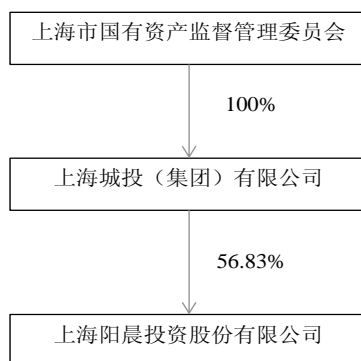 上海市国有资产监督管理委员会
100%
上海城投（集团）有限公司
56.83%
上海阳晨投资股份有限公司